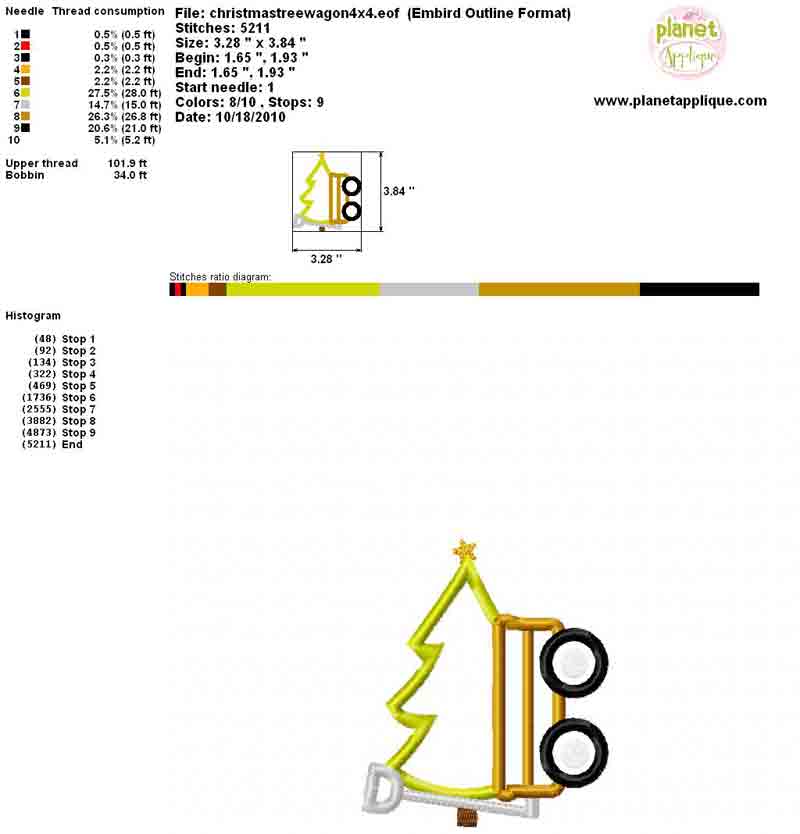 Needle Thread consumption
1 0.5% (0.5 ft)
2 0.5% (0.5 ft)
3 0.3% (0.3 ft)
4 2.2% (2.2 ft)
5 2.2% (2.2 ft)
6 27.5% (28.0 ft)
7 14.7% (15.0 ft)
8 26.3% (26.8 ft)
9 20.6% (21.0 ft)
10 5.1% (5.2 ft)
Upper thread 101.9 ft
Bobbin 34.0 ft
File: christmastreewagon4x4.eof (Embird Outline Format)
Stitches: 5211
Size: 3.28 " x 3.84 "
Begin: 1.65 ", 1.93 "
End: 1.65 ", 1.93 "
Start needle: 1
Colors: 8/10 , Stops: 9
Date: 10/18/2010
planet
Applique
www.planetapplique.com
3.84 "
3.28 "
Stitches ratio diagram:
Histogram
(48) Stop 1
(92) Stop 2
(134) Stop 3
(322) Stop 4
(469) Stop 5
(1736) Stop 6
(2555) Stop 7
(3882) Stop 8
(4873) Stop 9
(5211) End